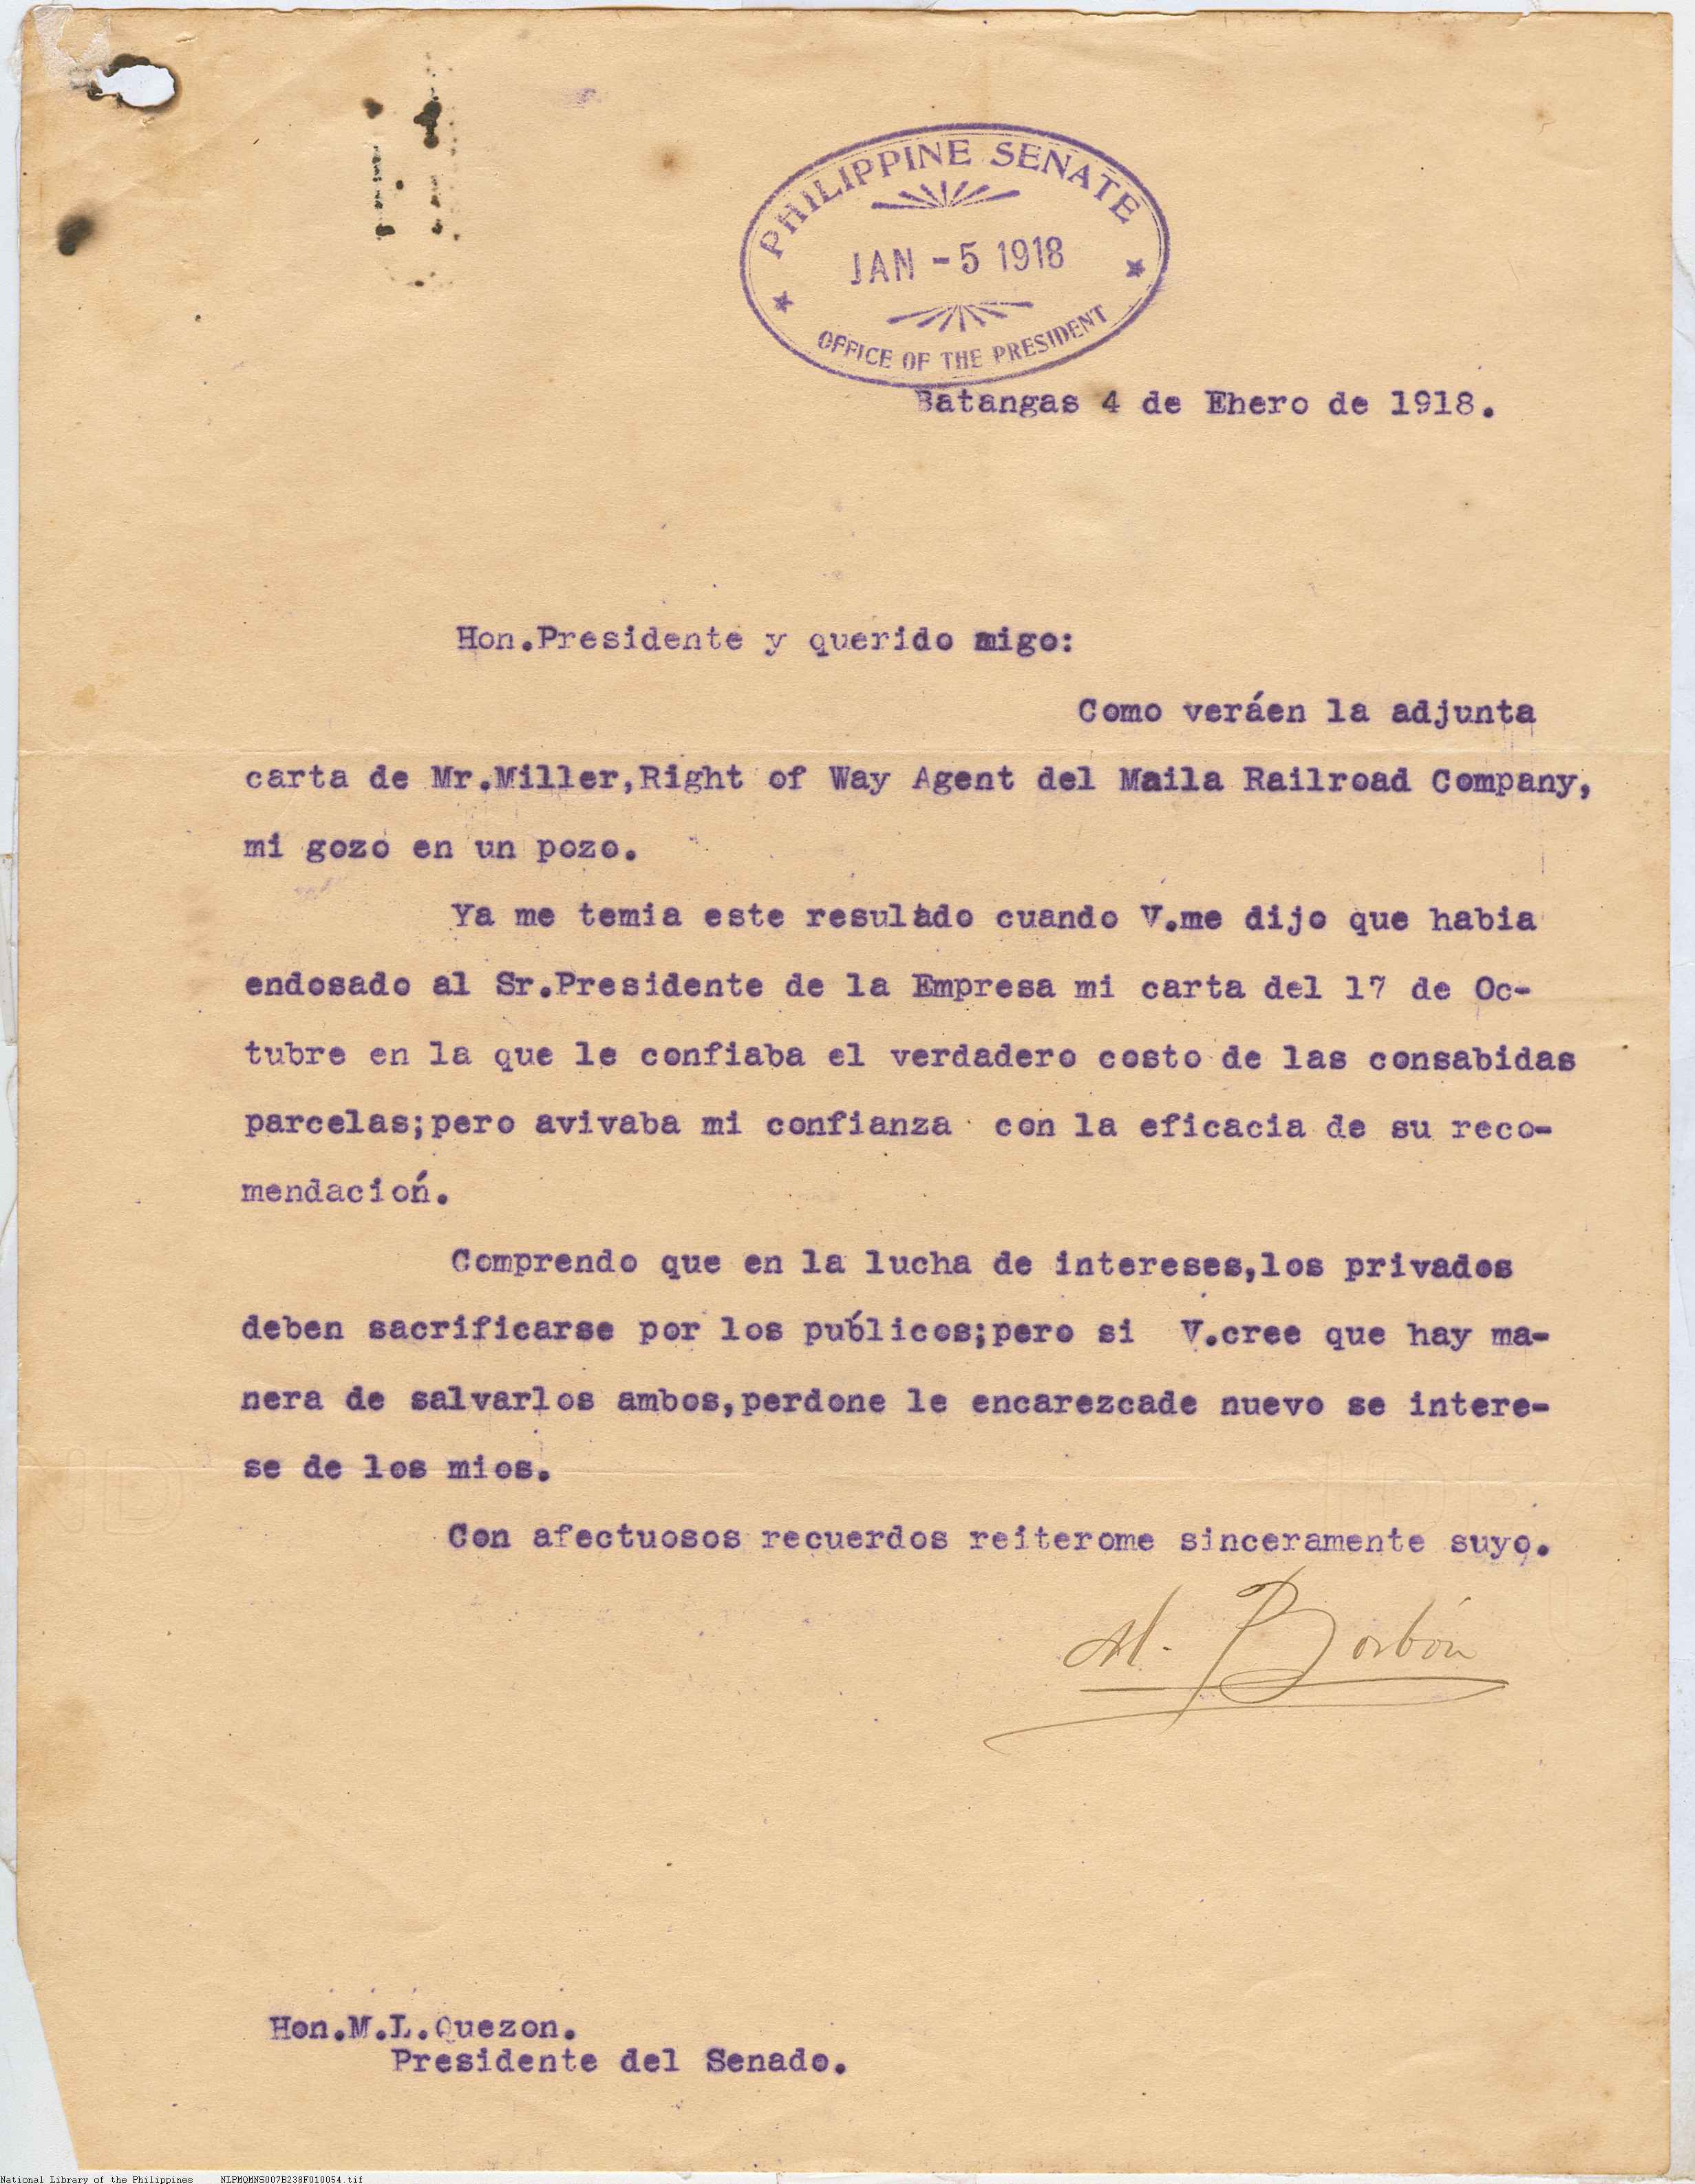 PHILIPPINE SENATE
JAN -5 1918
OFFICE OF THE PRESIDENT
Batangas 4 de Enero de 1918.
Hon.Presidente y querido migo:
Como veráen la adjunta
carta de Mr.Miller,Right of Way Agent del Maila Railroad Company,
mi gozo en un pozo.
Ya me temia este resulado cuando V.me dijo que habia
endosado al Sr.Presidente de la Empresa mi carta del 17 de Oc-
tubre en la que le confiaba el verdadero costo de las consabidas
parcelas;pero avivaba mi confianza con la eficacia de su reco-
mendación.
Comprendo que en la lucha de intereses,los privados
deben sacrificarse por los públicos;pero si V.cree que hay ma-
nera de salvarlos ambos,perdone le encarezcade nuevo se intere-
se de los mios.
Con afectuosos recuerdos reiterome sinceramente suyo.
Borbón
Hon.M.L.Quezon.
Presidente del Senado.
National Library of the Philippines NLPMQMNS007B238F010054.tif